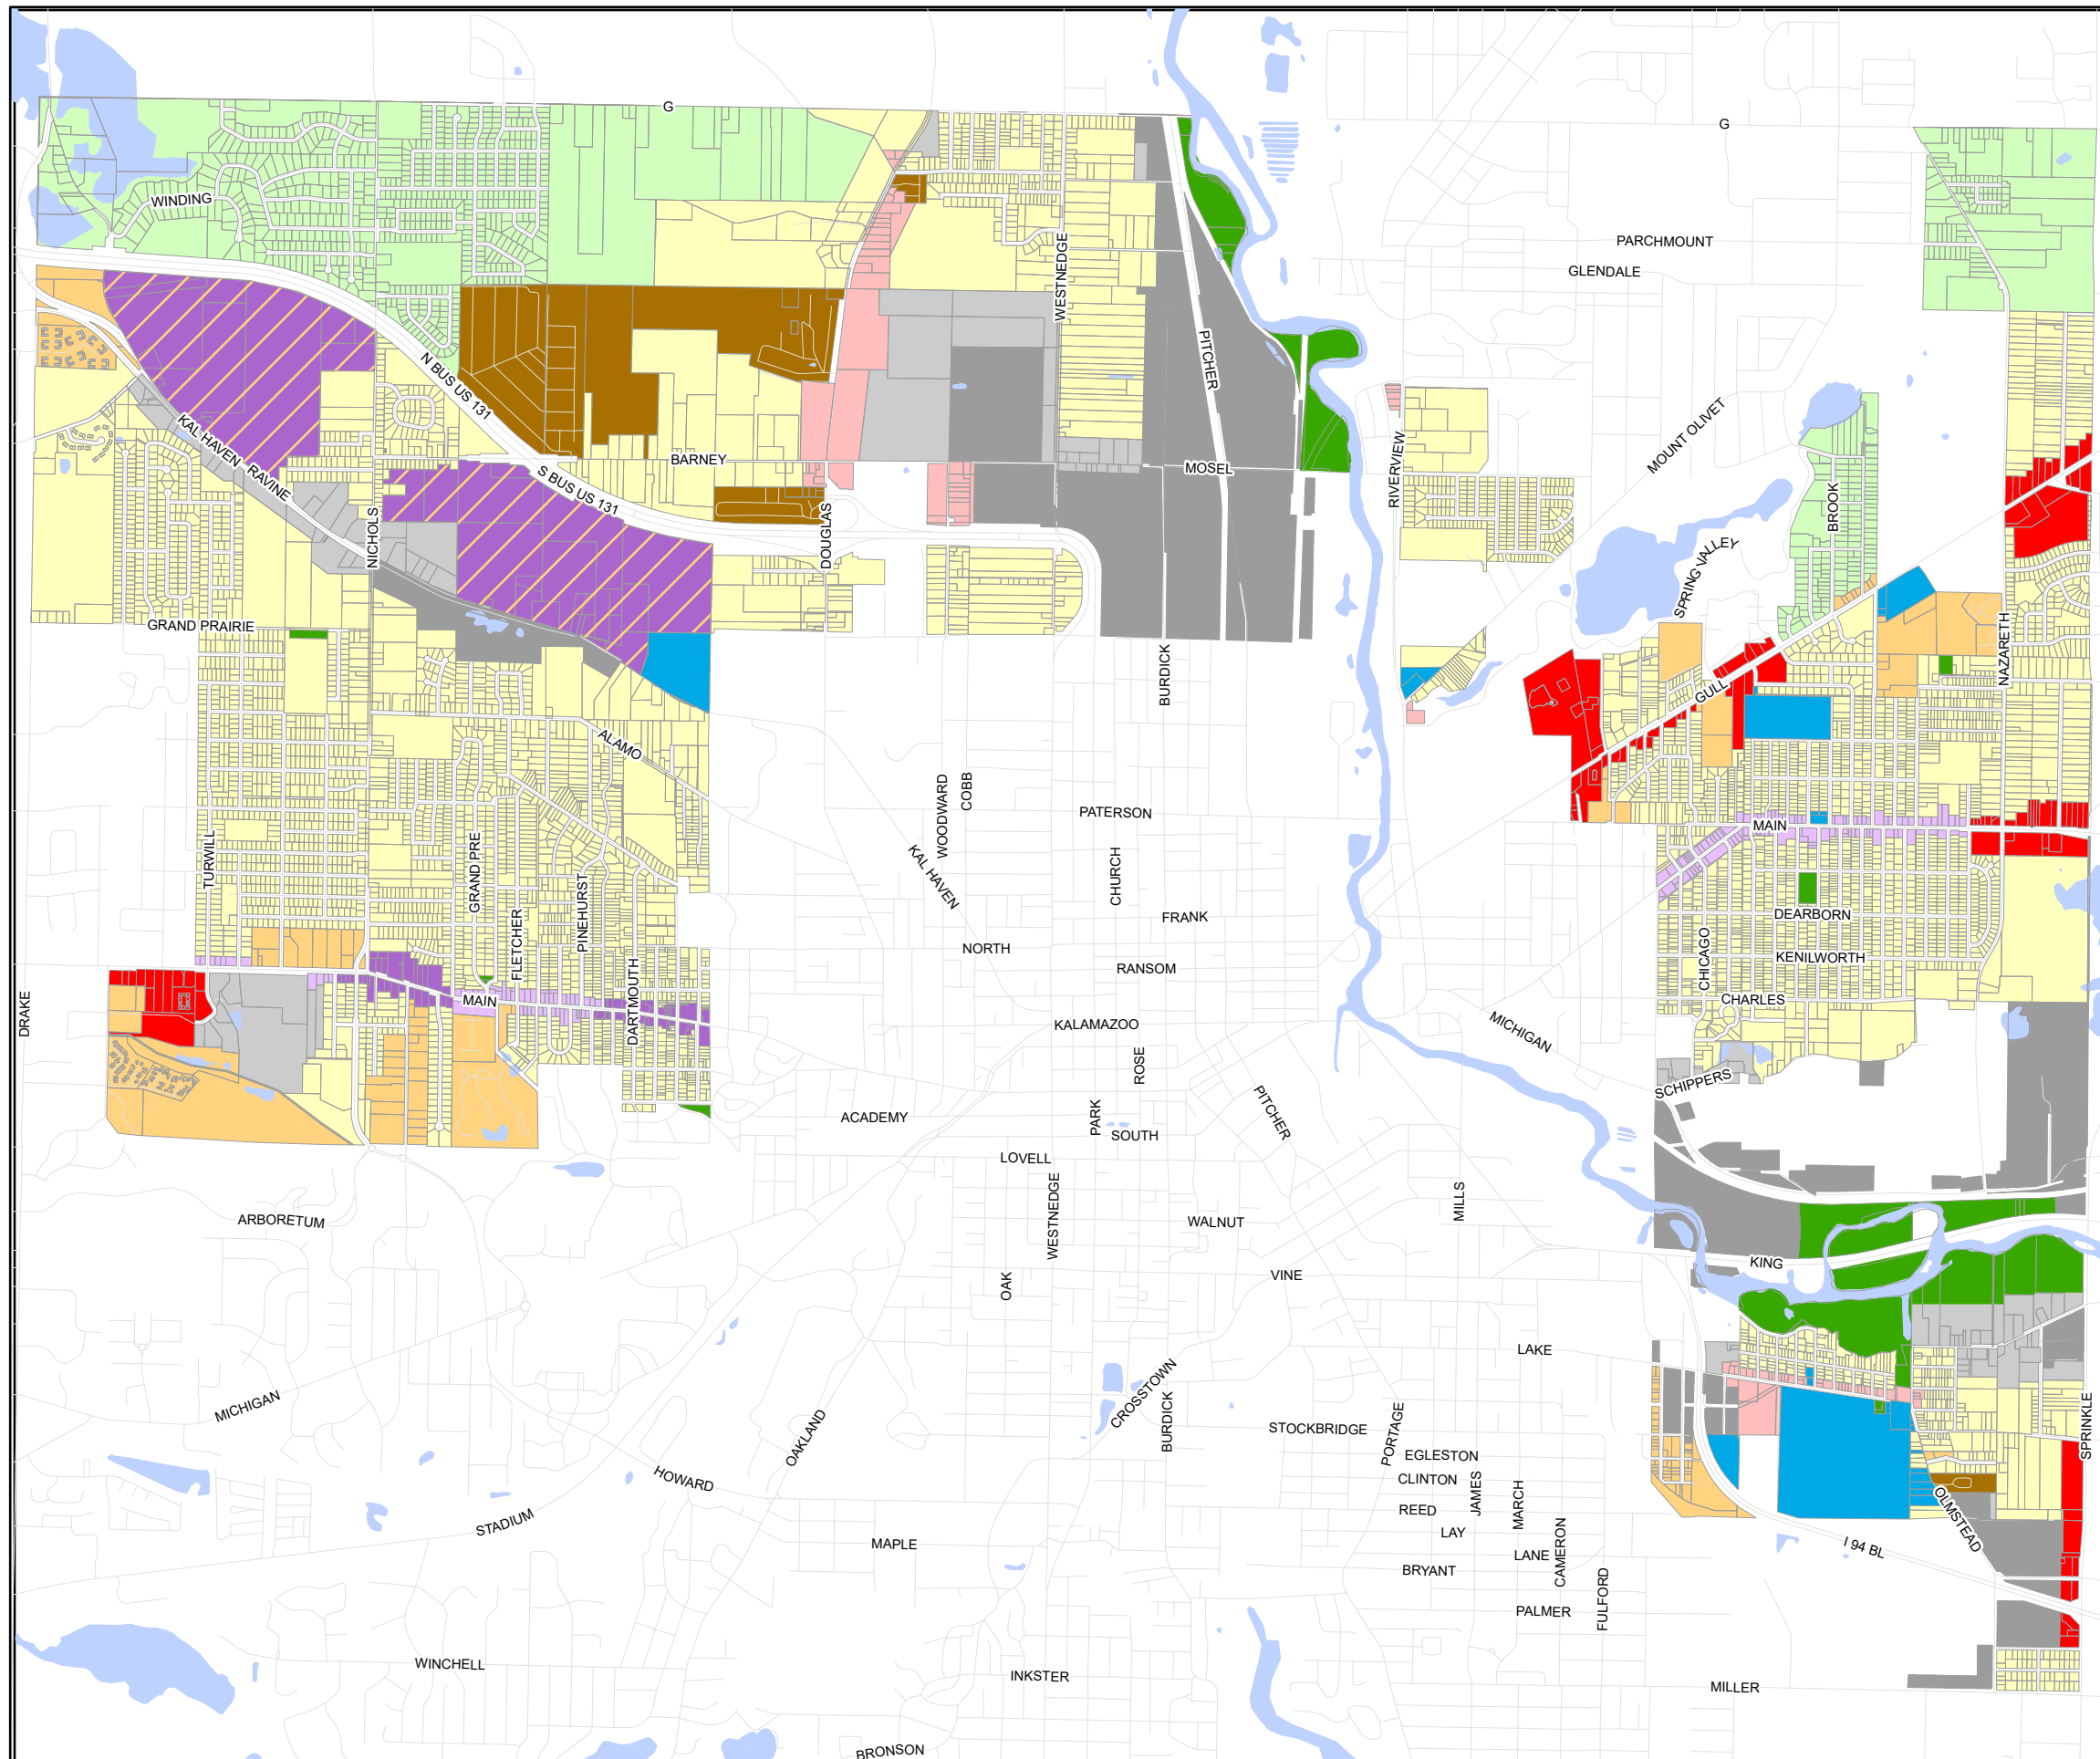 G
G
WINDING
PARCHMOUNT
GLENDALE
WESTNEDGE
PITCHER
N BUS US 131
KAL HAVEN
RAVINE
BARNEY
MOSEL
RIVERVIEW
MOUNT OLIVET
BROOK
S BUS US 131
NICHOLS
DOUGLAS
SPRING VALLEY
GRAND PRAIRIE
BURDICK
NAZARETH
GULL
ALAMO
WOODWARD
COBB
PATERSON
MAIN
TURWILL
GRAND PRE
KAL HAVEN
CHURCH
PINEHURST
FLETCHER
FRANK
DEARBORN
NORTH
RANSOM
CHICAGO
KENILWORTH
DARTMOUTH
MAIN
CHARLES
DRAKE
KALAMAZOO
MICHIGAN
ROSE
SCHIPPERS
ACADEMY
PARK
PITCHER
SOUTH
LOVELL
WESTNEDGE
MILLS
ARBORETUM
WALNUT
KING
OAK
VINE
LAKE
MICHIGAN
CROSSTOWN
BURDICK
OAKLAND
STOCKBRIDGE
PORTAGE
SPRINKLE
EGLESTON
HOWARD
CLINTON
JAMES
MARCH
STADIUM
REED
OLMSTEAD
LAY
CAMERON
MAPLE
I 94 BL
LANE
BRYANT
FULFORD
PALMER
WINCHELL
INKSTER
MILLER
BRONSON